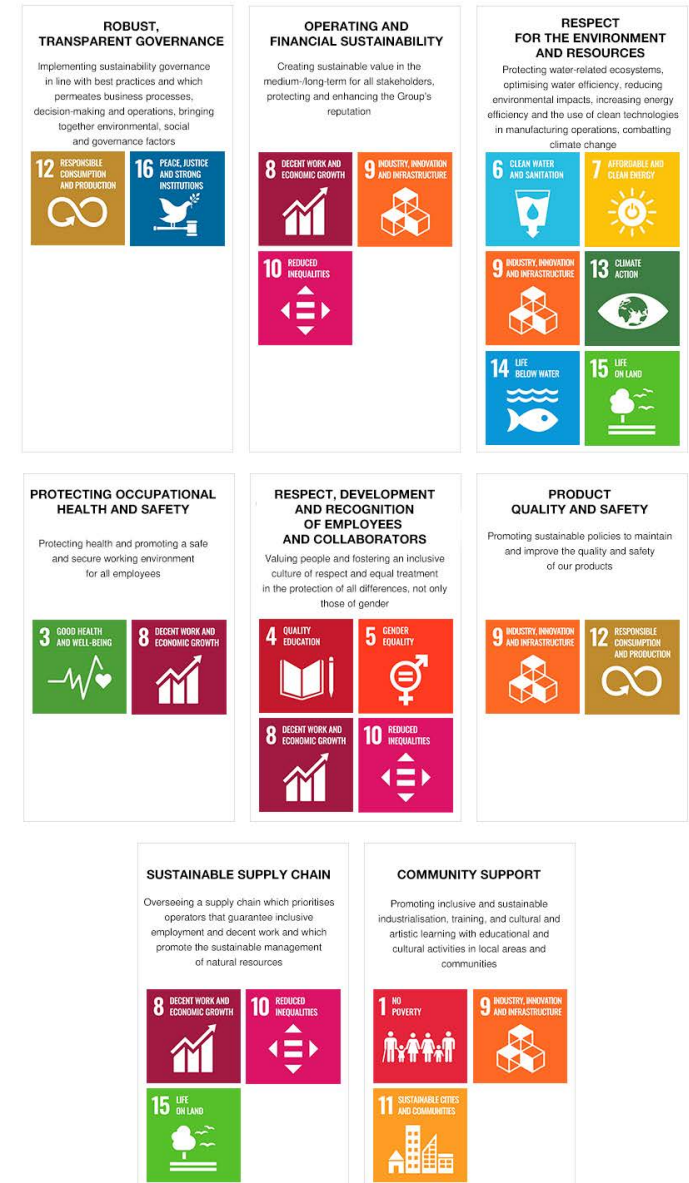 ROBUST,
TRANSPARENT GOVERNANCE
Implementing sustainability governance
in line with best practices and which
permeates business processes,
decision-making and operations, bringing
together environmental, social
and governance factors
12 RESPONSIBLE
CONSUMPTION
AND PRODUCTION
16 PEACE, JUSTICE
AND STRONG
INSTITUTIONS
OPERATING AND
FINANCIAL SUSTAINABILITY
Creating sustainable value in the
medium-/long-term for all stakeholders,
protecting and enhancing the Group's
reputation
8 DECENT WORK AND
ECONOMIC GROWTH
9 INDUSTRY, INNOVATION
AND INFRASTRUCTURE
10 REDUCED
INEQUALITIES
RESPECT
FOR THE ENVIRONMENT
AND RESOURCES
Protecting water-related ecosystems,
optimising water efficiency, reducing
environmental impacts, increasing energy
efficiency and the use of clean technologies
in manufacturing operations, combatting
climate change
6 CLEAN WATER
AND SANITATION
7 AFFORDABLE AND
CLEAN ENERGY
9 INDUSTRY, INNOVATION
AND INFRASTRUCTURE
13 CLIMATE
ACTION
14 LIFE
BELOW WATER
15 LIFE
ON LAND
PROTECTING OCCUPATIONAL
HEALTH AND SAFETY
Protecting health and promoting a safe
and secure working environment
for all employees
3 GOOD HEALTH
AND WELL-BEING
8 DECENT WORK AND
ECONOMIC GROWTH
RESPECT, DEVELOPMENT
AND RECOGNITION
OF EMPLOYEES
AND COLLABORATORS
Valuing people and fostering an inclusive
culture of respect and equal treatment
in the protection of all differences, not only
those of gender
4 QUALITY
EDUCATION
5 GENDER
EQUALITY
8 DECENT WORK AND
ECONOMIC GROWTH
10 REDUCED
INEQUALITIES
PRODUCT
QUALITY AND SAFETY
Promoting sustainable policies to maintain
and improve the quality and safety
of our products
9 INDUSTRY, INNOVATION
AND INFRASTRUCTURE
12 RESPONSIBLE
CONSUMPTION
AND PRODUCTION
SUSTAINABLE SUPPLY CHAIN
Overseeing a supply chain which prioritises
operators that guarantee inclusive
employment and decent work and which
promote the sustainable management
of natural resources
8 DECENT WORK AND
ECONOMIC GROWTH
10 REDUCED
INEQUALITIES
15 LIFE
ON LAND
COMMUNITY SUPPORT
Promoting inclusive and sustainable
industrialisation, training, and cultural and
artistic learning with educational and
cultural activities in local areas and
communities
1 NO
POVERTY
9 INDUSTRY, INNOVATION
AND INFRASTRUCTURE
11 SUSTAINABLE CITIES
AND COMMUNITIES